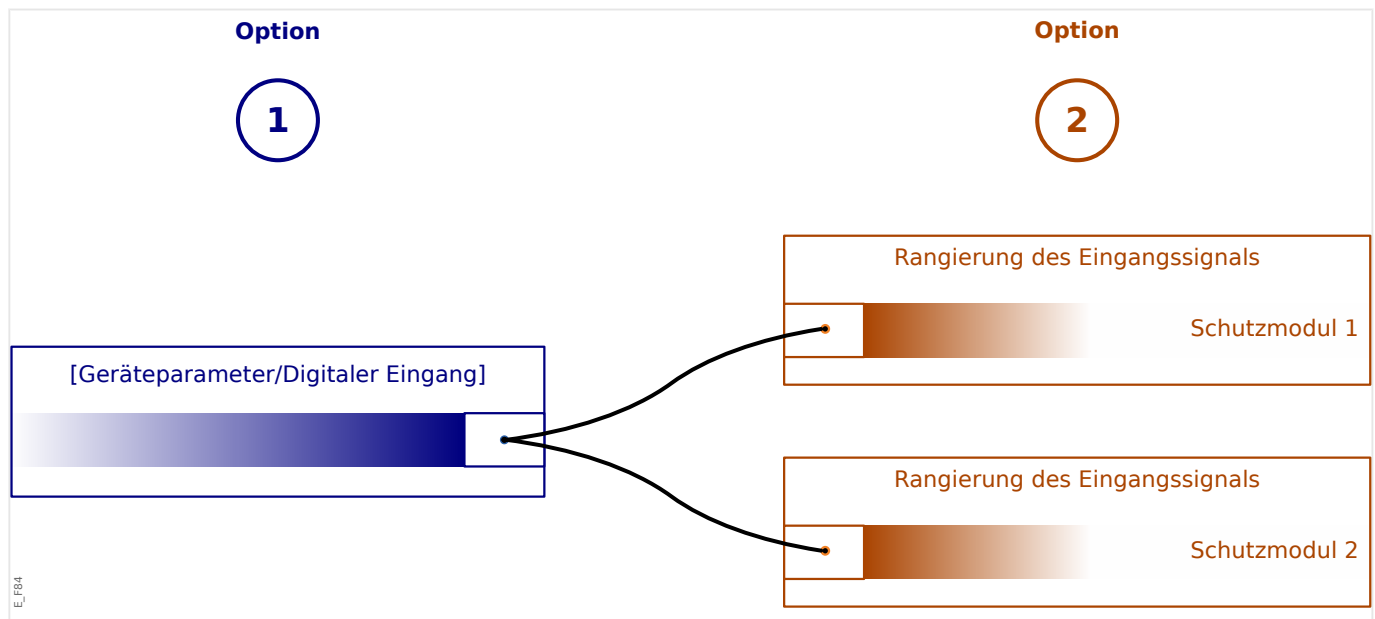 Option
1
Option
2
[Geräteparameter/Digitaler Eingang]
Rangierung des Eingangssignals
Schutzmodul 1
Rangierung des Eingangssignals
Schutzmodul 2
E_F84